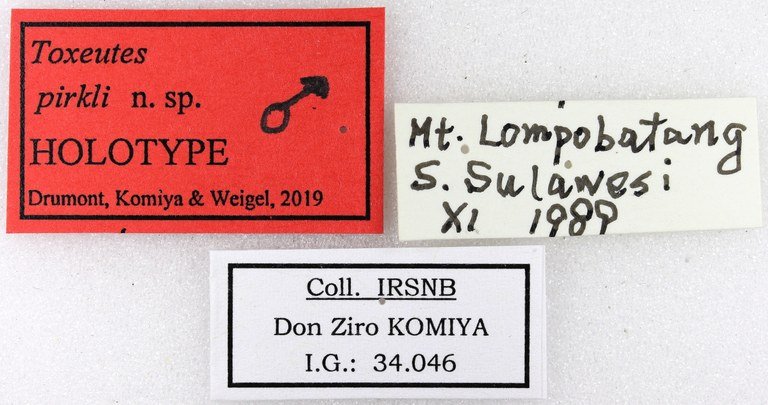 Toxeutes
pirkli n. sp. ♂
HOLOTYPE
Drumont, Komiya & Weigel, 2019
Mt. Lompobatang
S. Sulawesi
XI 1989
Coll. IRSNB
Don Ziro KOMIYA
I.G.: 34.046